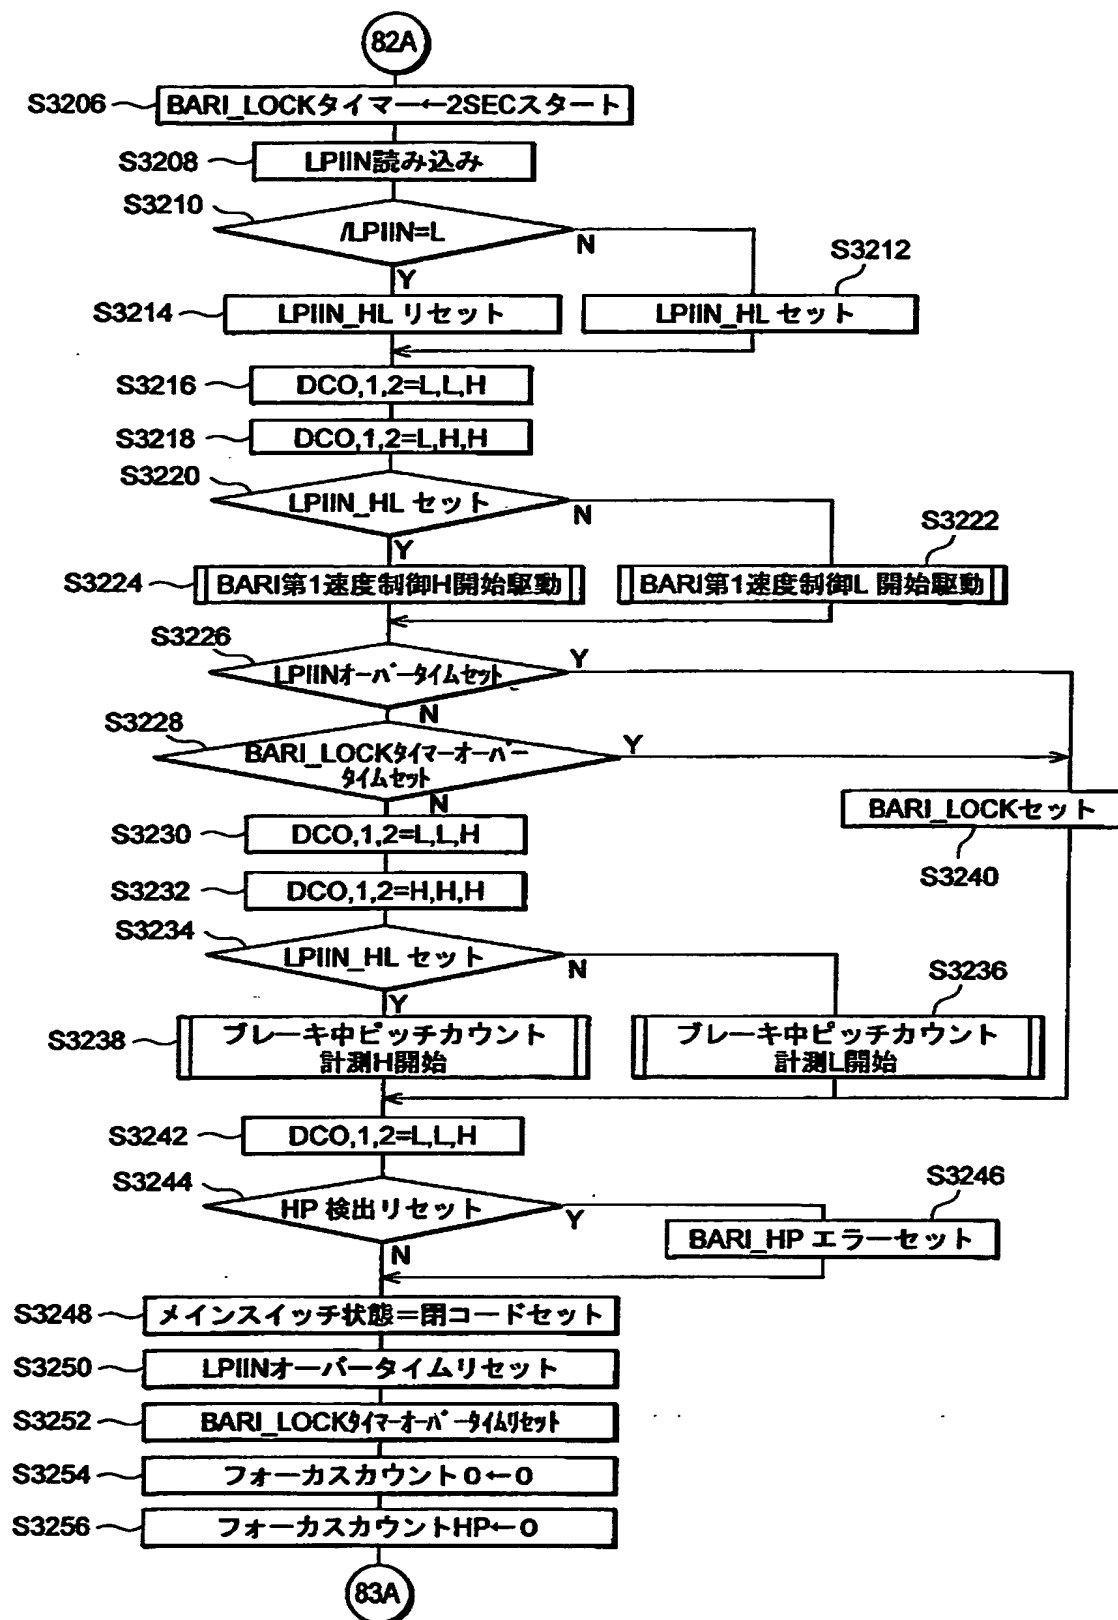 82A
S3206
BARI_LOCKタイマー←2SECスタート
S3208
LPIIN読み込み
S3210
/LPIIN=L
N
Y
S3212
LPIIN_HL セット
S3214
LPIIN_HL リセット
S3216
DCO,1,2=L,L,H
S3218
DCO,1,2=L,H,H
S3220
LPIIN_HL セット
N
Y
S3222
BARI第1速度制御L 開始駆動
S3224
BARI第1速度制御H開始駆動
S3226
LPIINオーバータイムセット
Y
N
S3228
BARI_LOCKタイマーオーバー
タイムセット
Y
N
S3230
DCO,1,2=L,L,H
BARI_LOCKセット
S3240
S3232
DCO,1,2=H,H,H
S3234
LPIIN_HL セット
N
Y
S3236
ブレーキ中ピッチカウント
計測L開始
S3238
ブレーキ中ピッチカウント
計測H開始
S3242
DCO,1,2=L,L,H
S3244
HP 検出リセット
Y
N
S3246
BARI_HP エラーセット
S3248
メインスイッチ状態=閉コードセット
S3250
LPIINオーバータイムリセット
S3252
BARI_LOCKタイマーオーバータイムリセット
S3254
フォーカスカウント0←0
S3256
フォーカスカウントHP←0
83A